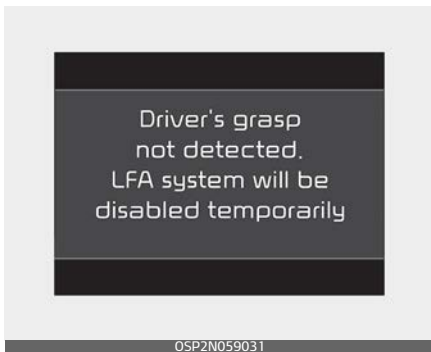 Driver's grasp
not detected.
LFA system will be
disabled temporarily
OSP2N059031